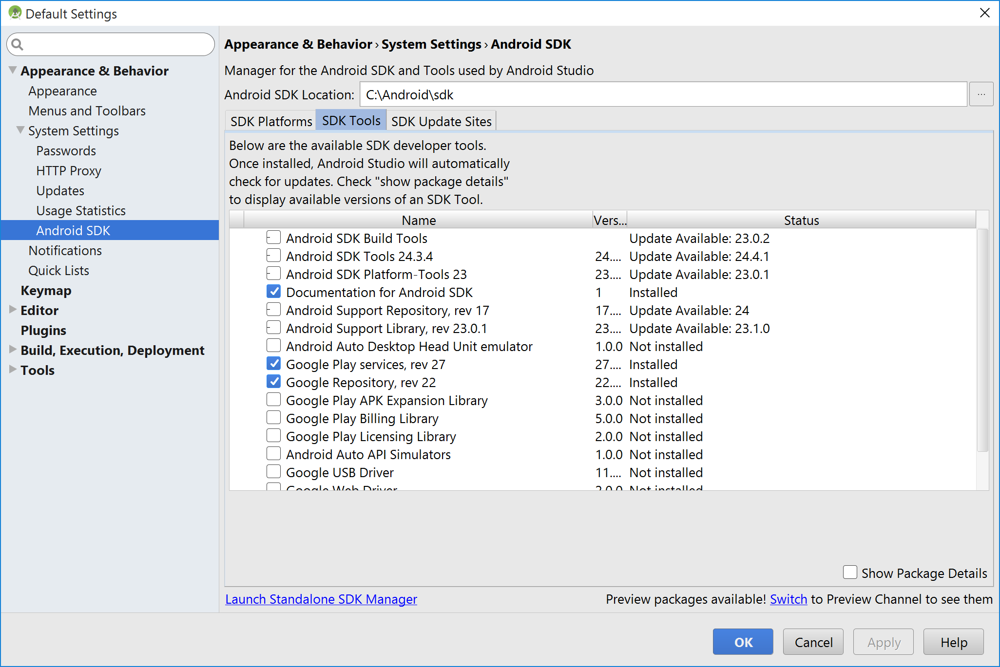 Default Settings
Appearance & Behavior
Appearance
Menus and Toolbars
System Settings
Passwords
HTTP Proxy
Updates
Usage Statistics
Android SDK
Notifications
Quick Lists
Keymap
Editor
Plugins
Build, Execution, Deployment
Tools
Appearance & Behavior › System Settings › Android SDK
Manager for the Android SDK and Tools used by Android Studio
Android SDK Location: C:\Android\sdk ...
SDK Platforms SDK Tools SDK Update Sites
Below are the available SDK developer tools.
Once installed, Android Studio will automatically
check for updates. Check "show package details"
to display available versions of an SDK Tool.
Name Vers... Status
Android SDK Build Tools Update Available: 23.0.2
Android SDK Tools 24.3.4 24.... Update Available: 24.4.1
Android SDK Platform-Tools 23 23.... Update Available: 23.0.1
Documentation for Android SDK 1 Installed
Android Support Repository, rev 17 17.... Update Available: 24
Android Support Library, rev 23.0.1 23.... Update Available: 23.1.0
Android Auto Desktop Head Unit emulator 1.0.0 Not installed
Google Play services, rev 27 27.... Installed
Google Repository, rev 22 22.... Installed
Google Play APK Expansion Library 3.0.0 Not installed
Google Play Billing Library 5.0.0 Not installed
Google Play Licensing Library 2.0.0 Not installed
Android Auto API Simulators 1.0.0 Not installed
Google USB Driver 11.... Not installed
Google Web Driver 2.0.0 Not installed
Show Package Details
Launch Standalone SDK Manager Preview packages available! Switch to Preview Channel to see them
OK Cancel Apply Help